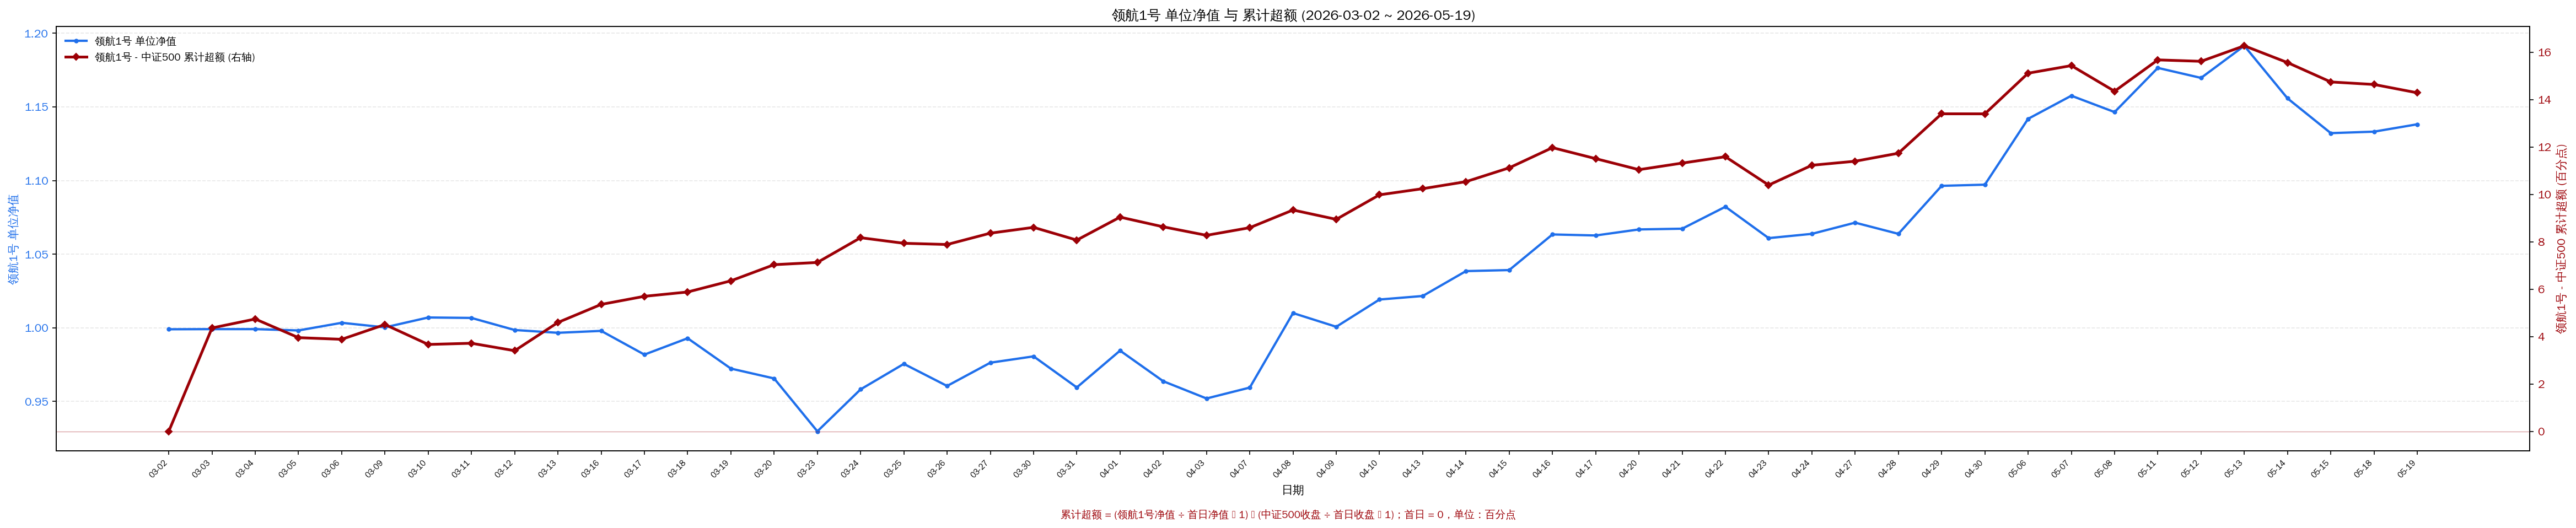 领航1号 单位净值 与 累计超额 (2026-03-02 ~ 2026-05-19)
领航1号 单位净值
领航1号 - 中证500 累计超额 (右轴)
领航1号 单位净值
1.20
1.15
1.10
1.05
1.00
0.95
16
14
12
10
8
6
4
2
0
领航1号 - 中证500 累计超额 (百分点)
03-02 03-03 03-04 03-05 03-06 03-09 03-10 03-11 03-12 03-13 03-16 03-17 03-18 03-19 03-20 03-23 03-24 03-25 03-26 03-27 03-30 03-31 04-01 04-02 04-03 04-07 04-08 04-09 04-10 04-13 04-14 04-15 04-16 04-17 04-20 04-21 04-22 04-23 04-24 04-27 04-28 04-29 04-30 05-06 05-07 05-08 05-11 05-12 05-13 05-14 05-15 05-18 05-19
日期
累计超额 = (领航1号净值 ÷ 首日净值 1) (中证500收盘 ÷ 首日收盘 1)；首日 = 0，单位：百分点